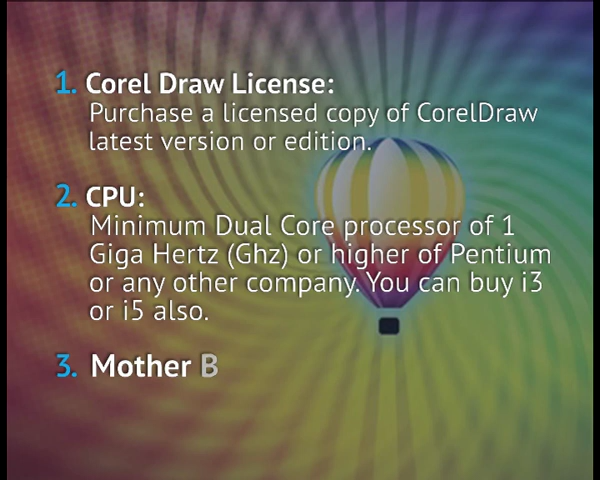 1. Corel Draw License:
Purchase a licensed copy of CorelDraw
latest version or edition.
2. CPU:
Minimum Dual Core processor of 1
Giga Hertz (Ghz) or higher of Pentium
or any other company. You can buy i3
or i5 also.
3. Mother B